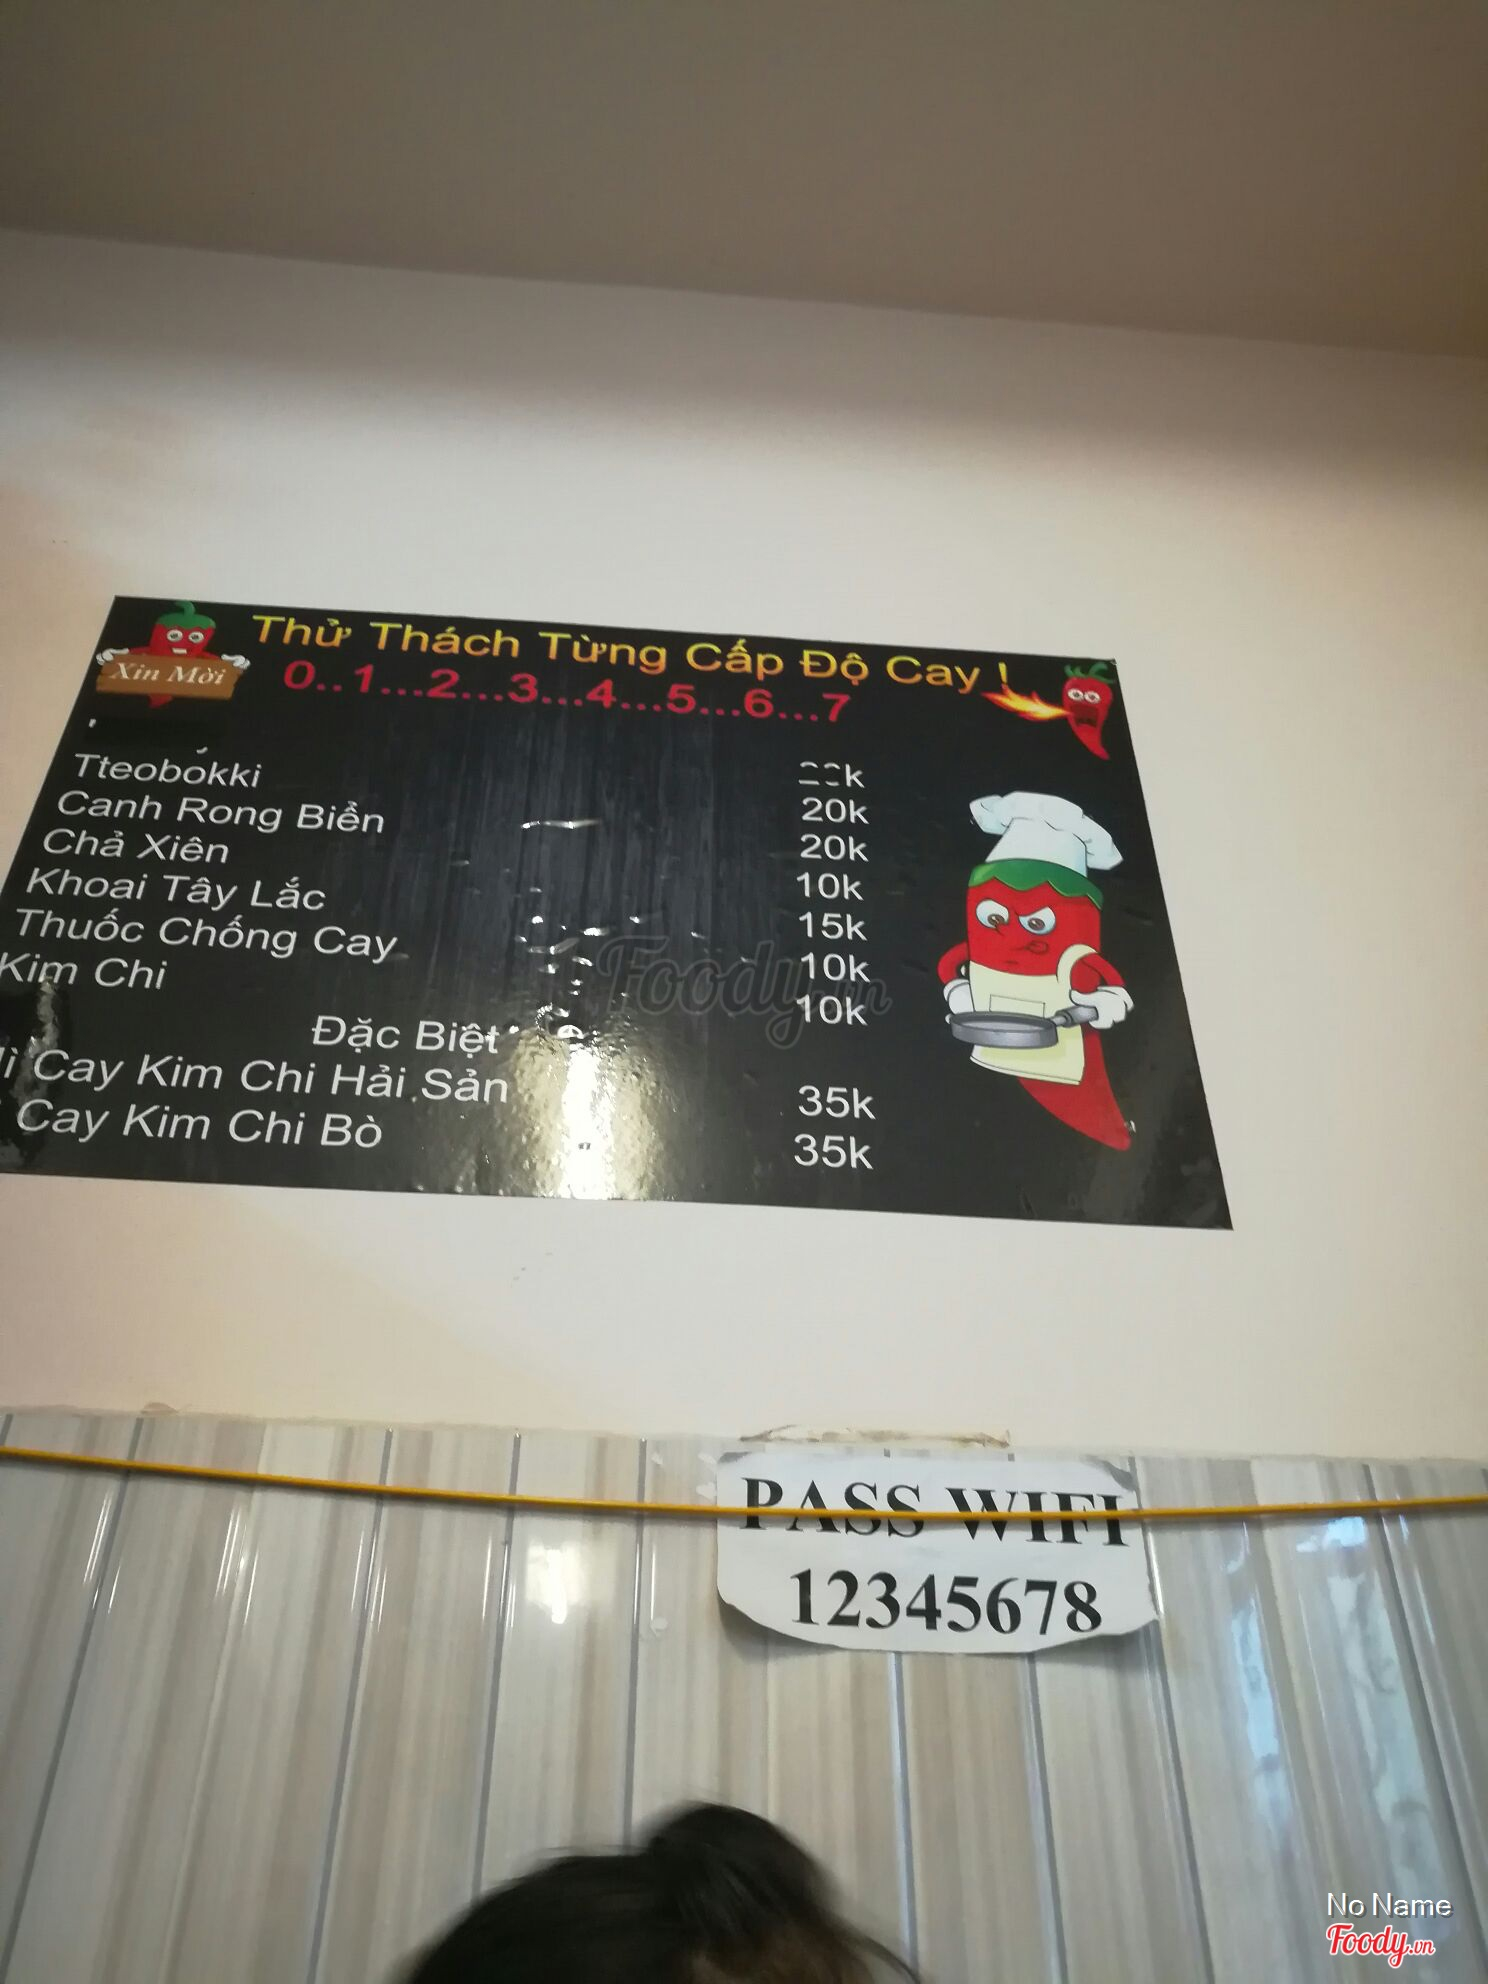 Xin Mời
Thử Thách Từng Cấp Độ Cay !
0..1...2...3...4...5...6...7
Tteobokki 20k
Canh Rong Biển 20k
Chả Xiên 10k
Khoai Tây Lắc 15k
Thuốc Chống Cay 10k
Kim Chi 10k
Đặc Biệt
Cay Kim Chi Hải Sản 35k
Cay Kim Chi Bò 35k
Foody.vn
PASS WIFI
12345678
No Name
Foody.vn